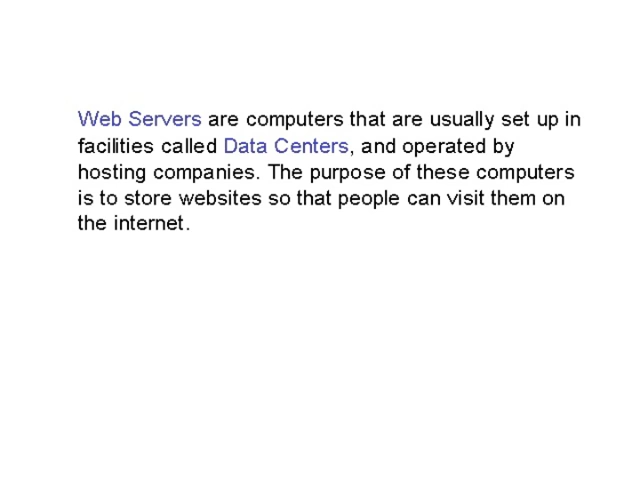 Web Servers are computers that are usually set up in
facilities called Data Centers, and operated by
hosting companies. The purpose of these computers
is to store websites so that people can visit them on
the internet.